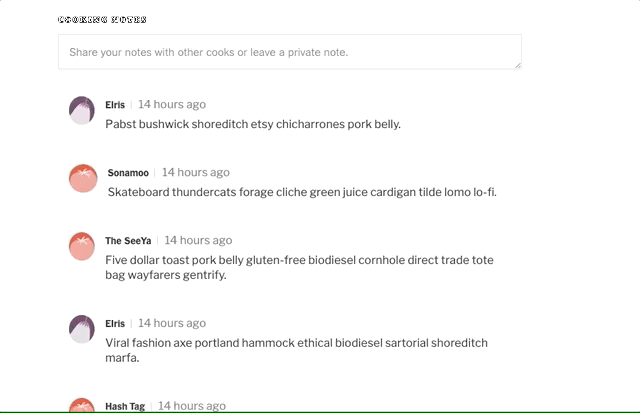 COOKING NOTES
Share your notes with other cooks or leave a private note.
Elris | 14 hours ago
Pabst bushwick shoreditch etsy chicharrones pork belly.
Sonamoo | 14 hours ago
Skateboard thundercats forage cliche green juice cardigan tilde lomo lo-fi.
The SeeYa | 14 hours ago
Five dollar toast pork belly gluten-free biodiesel cornhole direct trade tote
bag wayfarers gentrify.
Elris | 14 hours ago
Viral fashion axe portland hammock ethical biodiesel sartorial shoreditch
marfa.
Hash Tag | 14 hours ago